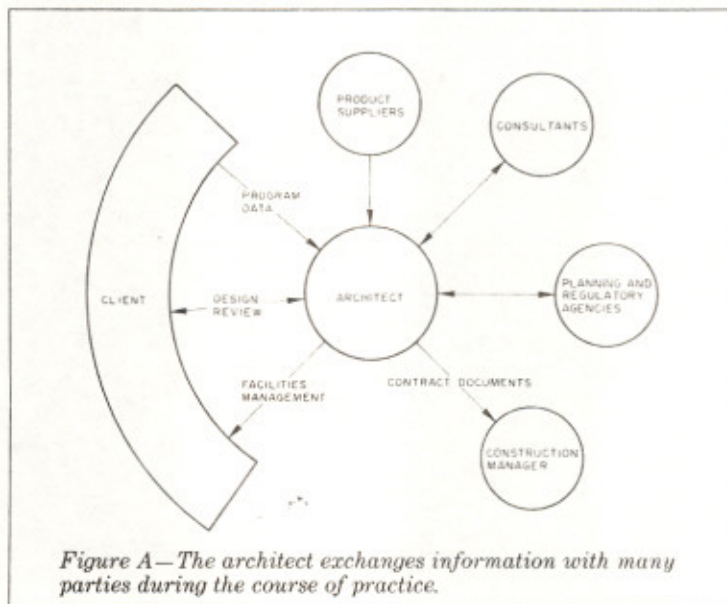 PRODUCT
SUPPLIERS
CONSULTANTS
PROGRAM
DATA
CLIENT
DESIGN
REVIEW
ARCHITECT
PLANNING AND
REGULATORY
AGENCIES
FACILITIES
MANAGEMENT
CONTRACT DOCUMENTS
CONSTRUCTION
MANAGER
Figure A—The architect exchanges information with many
parties during the course of practice.